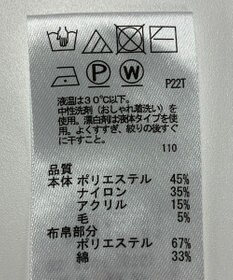 P W
P22T
液温は30℃以下。
中性洗剤(おしゃれ着洗い)を
使用。漂白剤は液体タイプを使
用。よくすすぎ、絞りの後すぐ
に干すこと。
110
品質
本体 ポリエステル 45%
ナイロン 35%
アクリル 15%
毛 5%
布帛部分
ポリエステル 67%
綿 33%